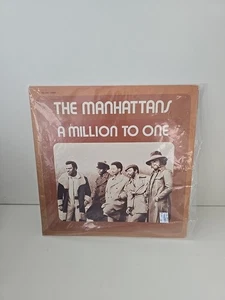 THE MANHATTANS
A MILLION TO ONE